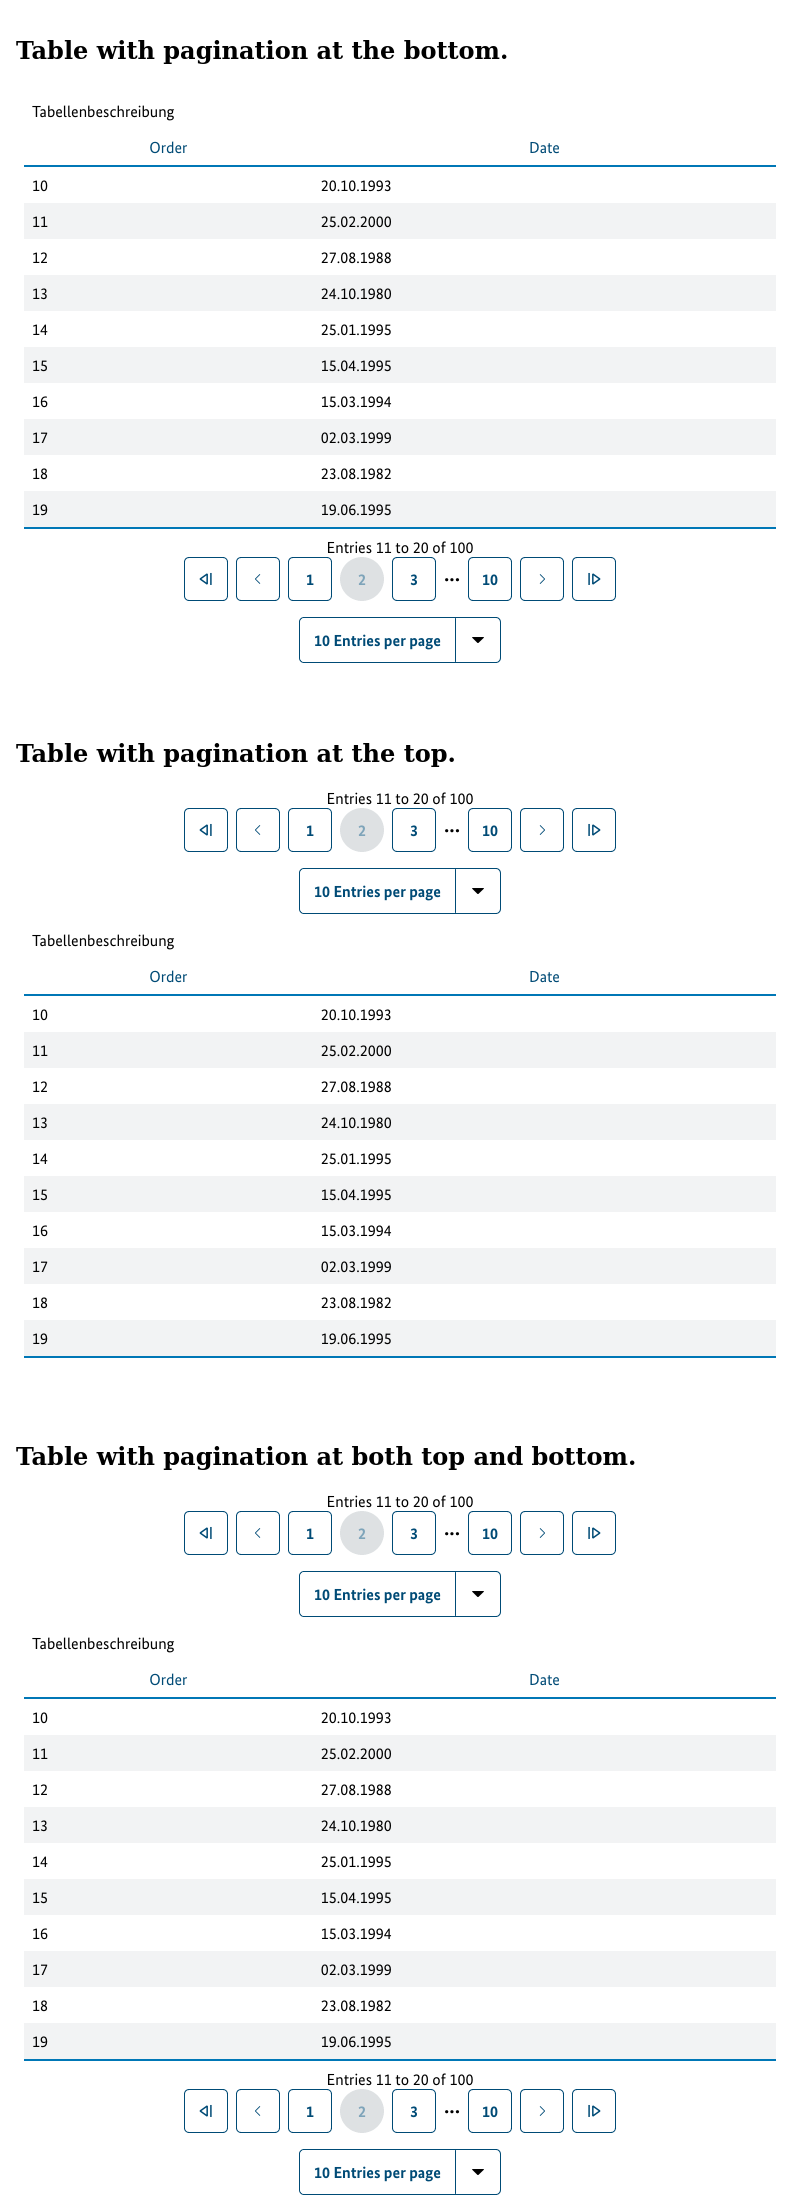 Table with pagination at the bottom.
Tabellenbeschreibung
Order Date
10 20.10.1993
11 25.02.2000
12 27.08.1988
13 24.10.1980
14 25.01.1995
15 15.04.1995
16 15.03.1994
17 02.03.1999
18 23.08.1982
19 19.06.1995
Entries 11 to 20 of 100
1 2 3 ... 10
10 Entries per page
Table with pagination at the top.
Entries 11 to 20 of 100
1 2 3 ... 10
10 Entries per page
Tabellenbeschreibung
Order Date
10 20.10.1993
11 25.02.2000
12 27.08.1988
13 24.10.1980
14 25.01.1995
15 15.04.1995
16 15.03.1994
17 02.03.1999
18 23.08.1982
19 19.06.1995
Table with pagination at both top and bottom.
Entries 11 to 20 of 100
1 2 3 ... 10
10 Entries per page
Tabellenbeschreibung
Order Date
10 20.10.1993
11 25.02.2000
12 27.08.1988
13 24.10.1980
14 25.01.1995
15 15.04.1995
16 15.03.1994
17 02.03.1999
18 23.08.1982
19 19.06.1995
Entries 11 to 20 of 100
1 2 3 ... 10
10 Entries per page